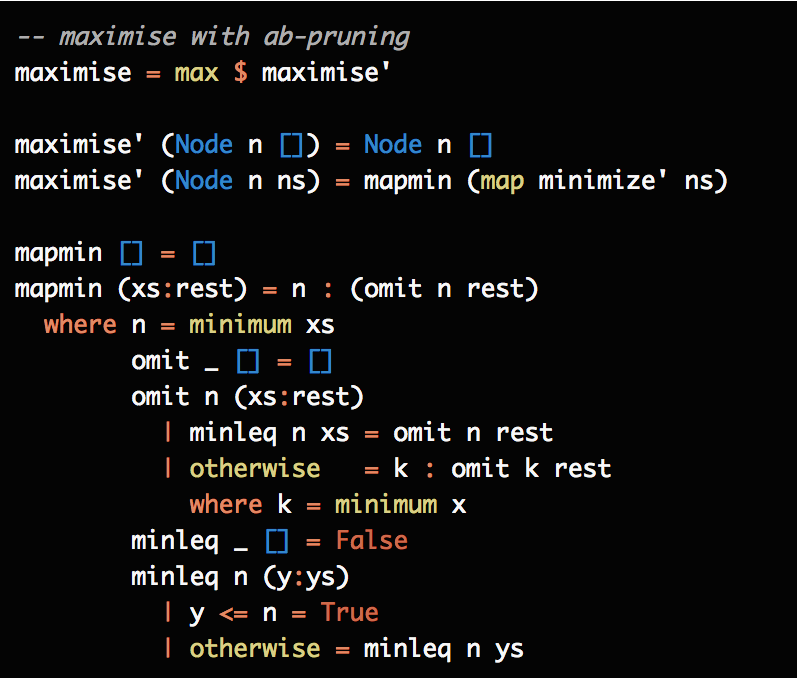 -- maximise with ab-pruning
maximise = max $ maximise'

maximise' (Node n []) = Node n []
maximise' (Node n ns) = mapmin (map minimize' ns)

mapmin [] = []
mapmin (xs:rest) = n : (omit n rest)
  where n = minimum xs
        omit _ [] = []
        omit n (xs:rest)
          | minleq n xs = omit n rest
          | otherwise   = k : omit k rest
            where k = minimum x
        minleq _ [] = False
        minleq n (y:ys)
          | y <= n = True
          | otherwise = minleq n ys